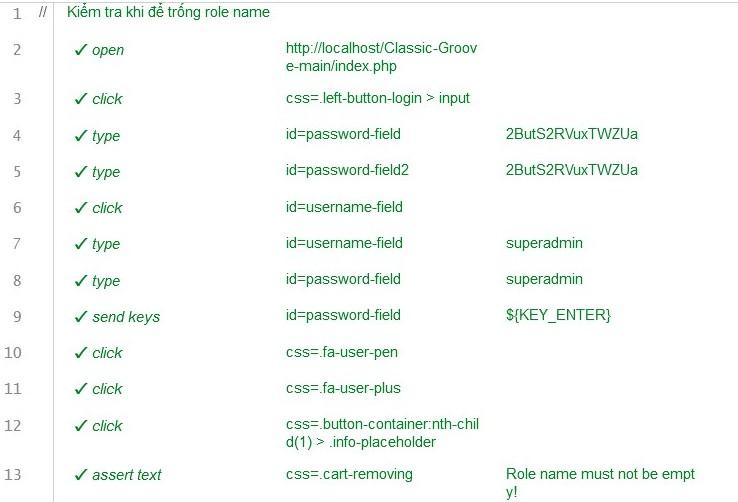 1 // Kiểm tra khi để trống role name
2 ✓ open http://localhost/Classic-Groov
e-main/index.php
3 ✓ click css=.left-button-login > input
4 ✓ type id=password-field 2ButS2RVuxTWZUa
5 ✓ type id=password-field2 2ButS2RVuxTWZUa
6 ✓ click id=username-field
7 ✓ type id=username-field superadmin
8 ✓ type id=password-field superadmin
9 ✓ send keys id=password-field ${KEY_ENTER}
10 ✓ click css=.fa-user-pen
11 ✓ click css=.fa-user-plus
12 ✓ click css=.button-container:nth-chil
d(1) > .info-placeholder
13 ✓ assert text css=.cart-removing Role name must not be empt
y!